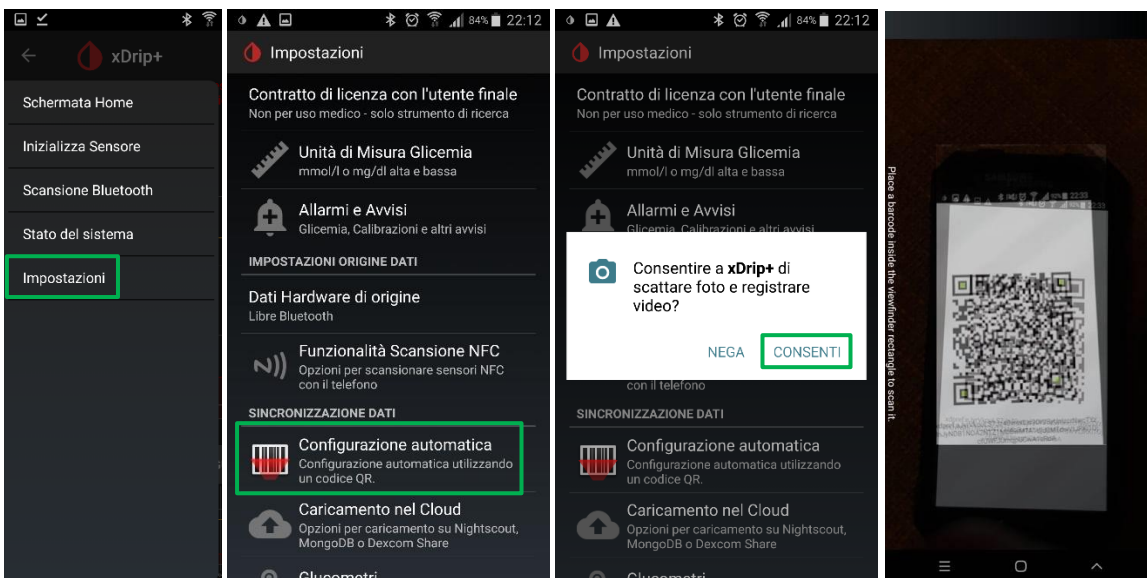 xDrip+
Schermata Home
Inizializza Sensore
Scansione Bluetooth
Stato del sistema
Impostazioni
84% 22:12
Impostazioni
Contratto di licenza con l'utente finale
Non per uso medico - solo strumento di ricerca
Unità di Misura Glicemia
mmol/l o mg/dl alta e bassa
Allarmi e Avvisi
Glicemia, Calibrazioni e altri avvisi
IMPOSTAZIONI ORIGINE DATI
Dati Hardware di origine
Libre Bluetooth
Funzionalità Scansione NFC
Opzioni per scansionare sensori NFC
con il telefono
SINCRONIZZAZIONE DATI
Configurazione automatica
Configurazione automatica utilizzando
un codice QR.
Caricamento nel Cloud
Opzioni per caricamento su Nightscout,
MongoDB o Dexcom Share
Glucometri
84% 22:12
Impostazioni
Contratto di licenza con l'utente finale
Non per uso medico - solo strumento di ricerca
Unità di Misura Glicemia
mmol/l o mg/dl alta e bassa
Allarmi e Avvisi
Glicemia, Calibrazioni e altri avvisi
Consentire a xDrip+ di
scattare foto e registrare
video?
NEGA CONSENTI
con il telefono
SINCRONIZZAZIONE DATI
Configurazione automatica
Configurazione automatica utilizzando
un codice QR.
Caricamento nel Cloud
Opzioni per caricamento su Nightscout,
MongoDB o Dexcom Share
Glucometri
Place a barcode inside the viewfinder rectangle to scan it.
22:33